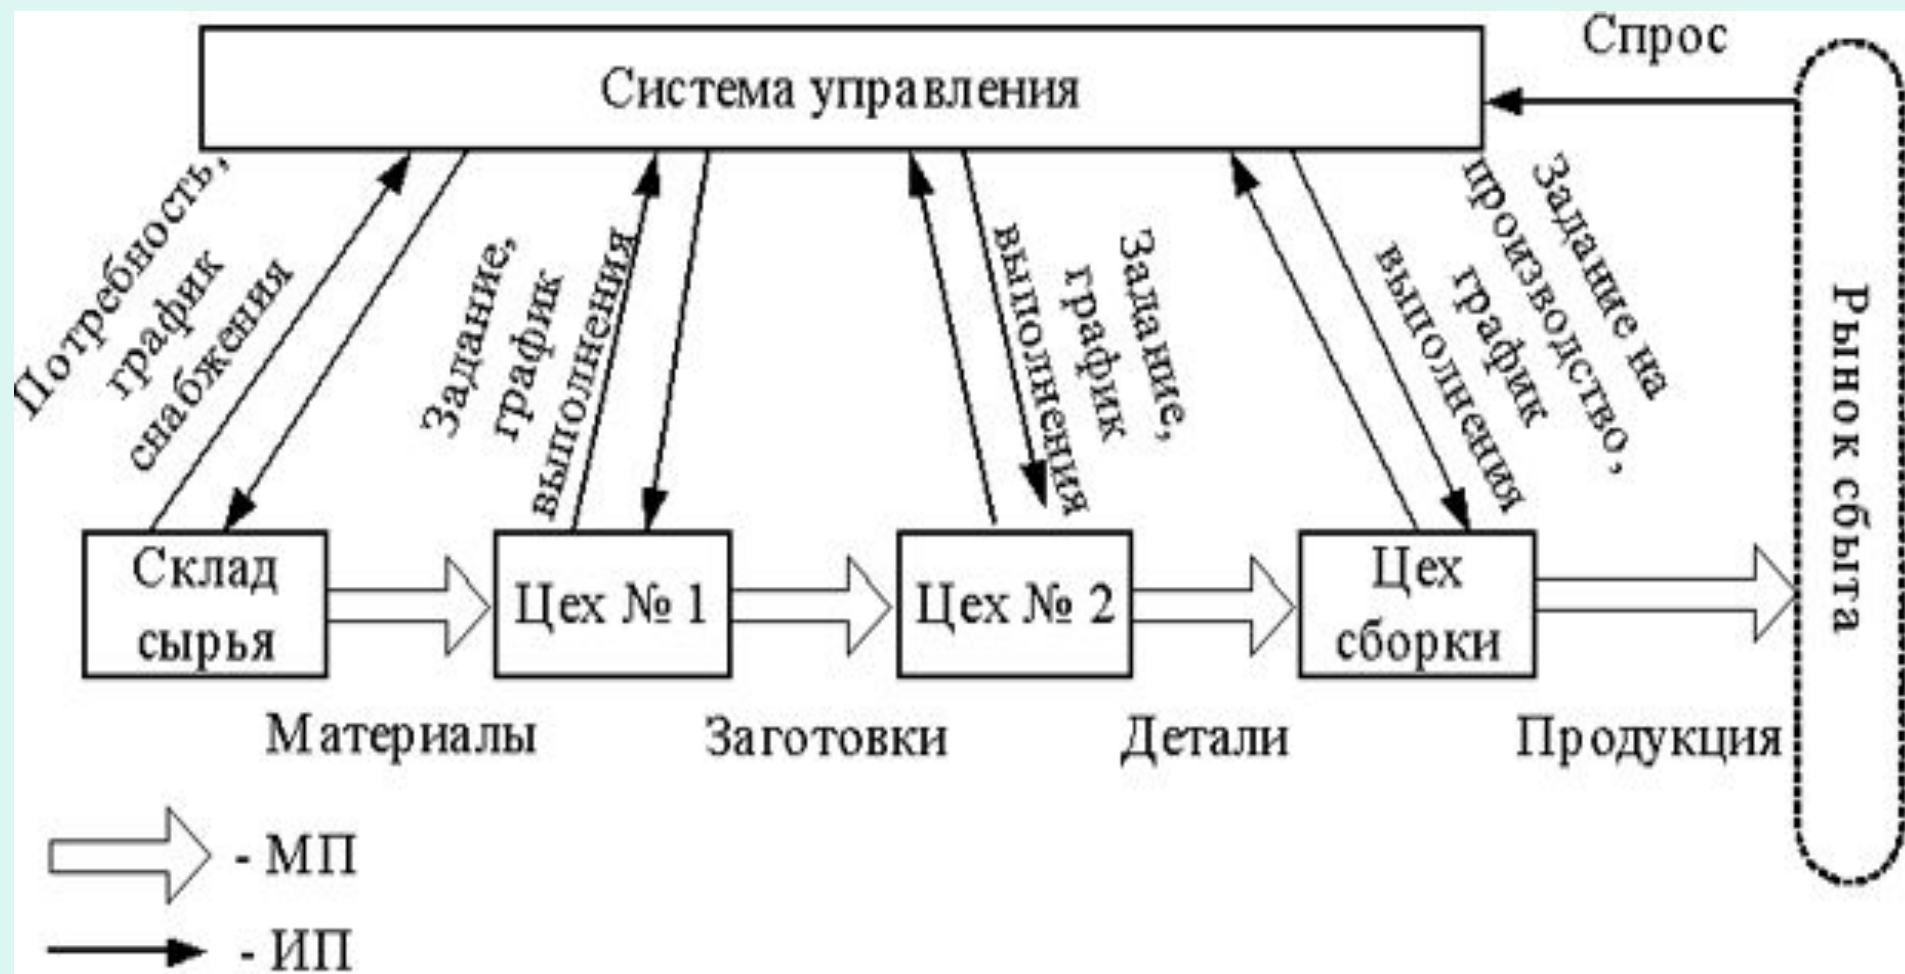 Спрос
Система управления
Потребность,
график
снабжения
Задание,
график
выполнения
Задание,
график
выполнения
Задание на
производство,
график
выполнения
Рынок сбыта
Склад
сырья
Цех № 1
Цех № 2
Цех
сборки
Материалы
Заготовки
Детали
Продукция
- МП
- ИП